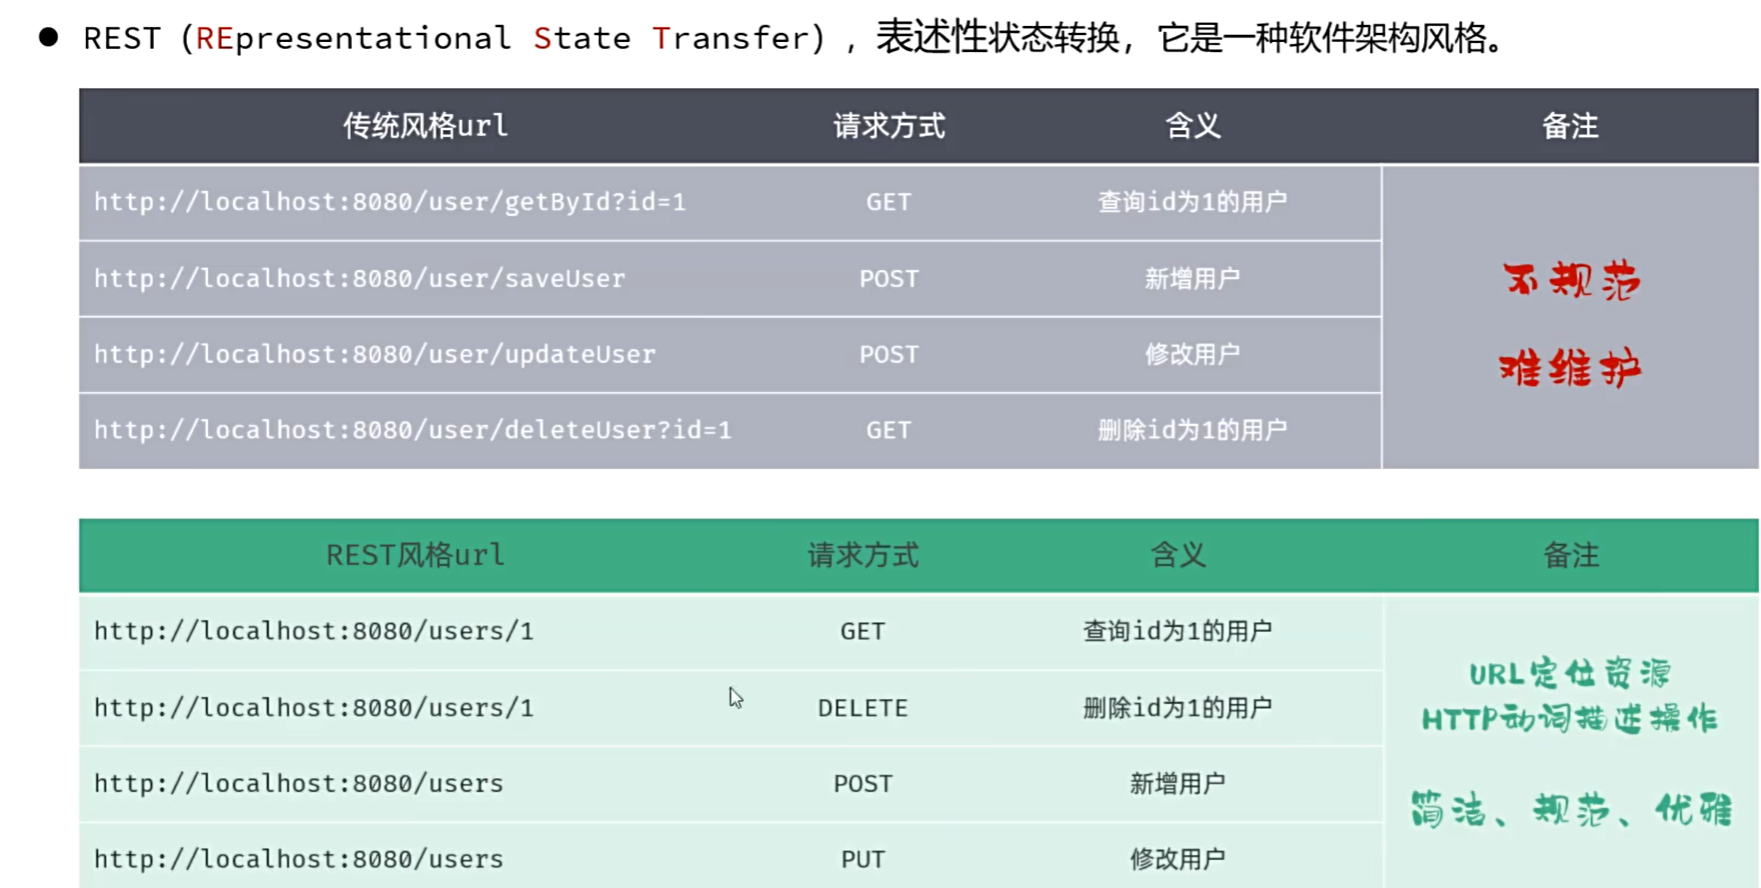 ● REST（REpresentational State Transfer），表述性状态转换，它是一种软件架构风格。
传统风格url 请求方式 含义 备注
http://localhost:8080/user/getById?id=1 GET 查询id为1的用户
http://localhost:8080/user/saveUser POST 新增用户
http://localhost:8080/user/updateUser POST 修改用户
http://localhost:8080/user/deleteUser?id=1 GET 删除id为1的用户
不规范
难维护
REST风格url 请求方式 含义 备注
http://localhost:8080/users/1 GET 查询id为1的用户
http://localhost:8080/users/1 DELETE 删除id为1的用户
http://localhost:8080/users POST 新增用户
http://localhost:8080/users PUT 修改用户
URL定位资源
HTTP动词描述操作
简洁、规范、优雅